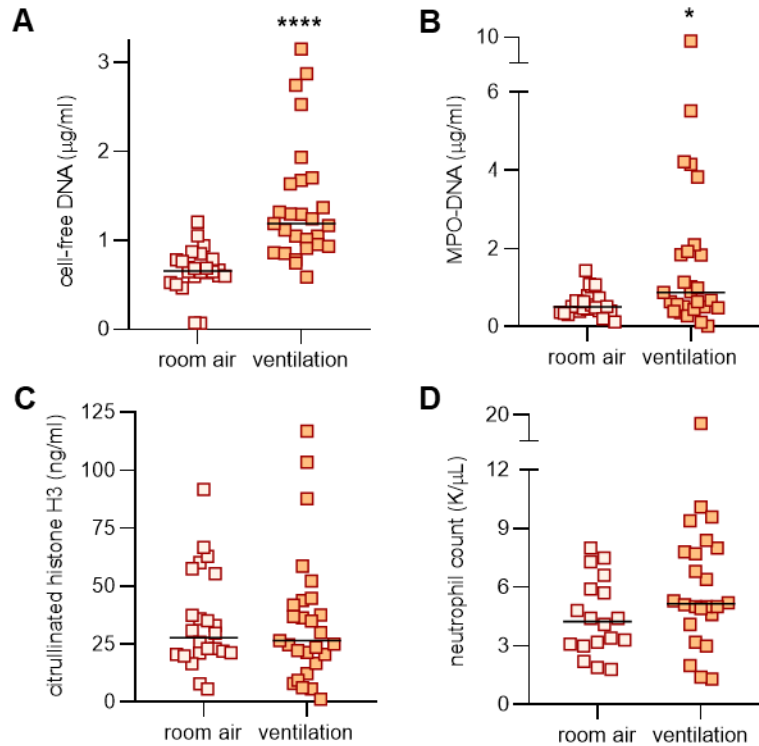 A
****
cell-free DNA (µg/ml)
3
2
1
0
room air
ventilation
B
*
MPO-DNA (µg/ml)
10
6
4
2
0
room air
ventilation
C
citrullinated histone H3 (ng/ml)
125
100
75
50
25
0
room air
ventilation
D
neutrophil count (K/µL)
20
12
9
6
3
0
room air
ventilation